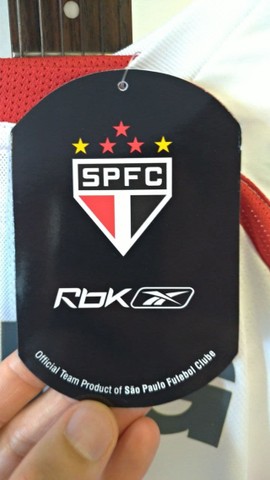 SPFC
Rbk
Official Team Product of São Paulo Futebol Clube